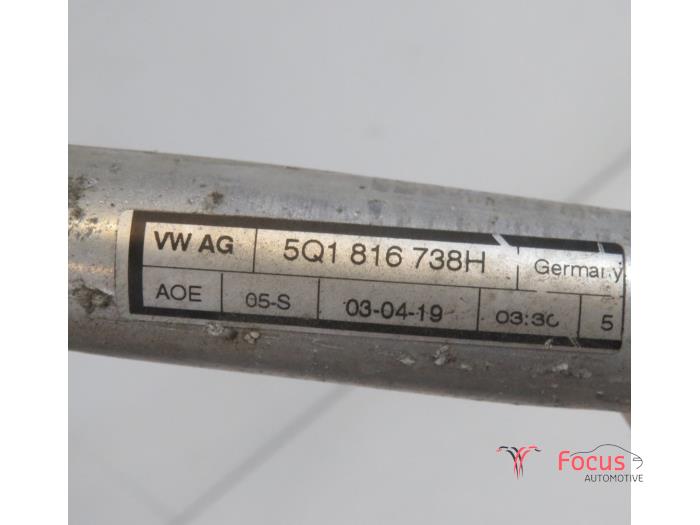 VW AG 5Q1 816 738H Germany
AOE 05-S 03-04-19 03:30 5
Focus
AUTOMOTIVE